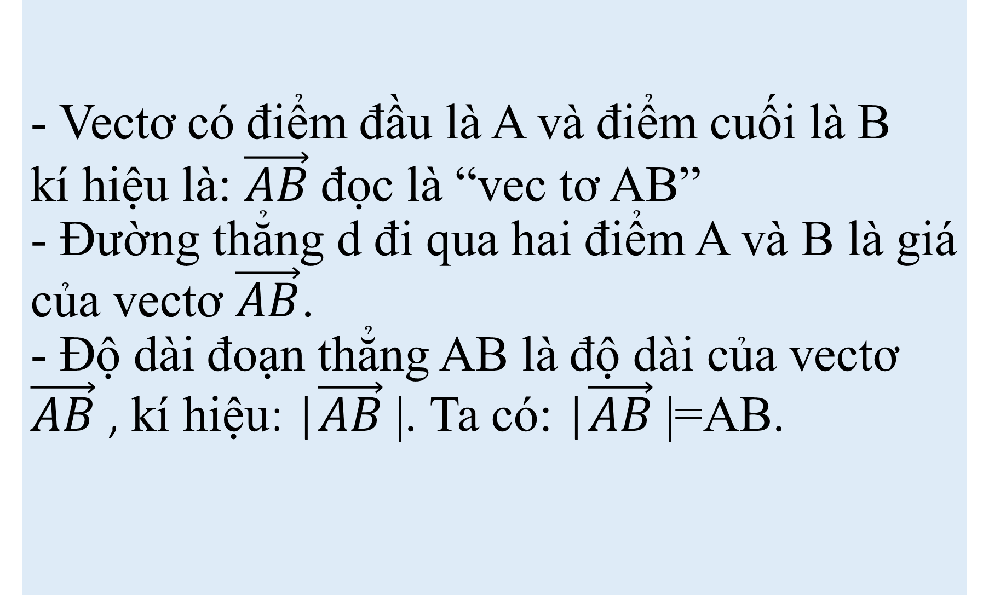 - Vectơ có điểm đầu là A và điểm cuối là B
kí hiệu là: $\overrightarrow{AB}$ đọc là “vec tơ AB”
- Đường thẳng d đi qua hai điểm A và B là giá
của vectơ $\overrightarrow{AB}$.
- Độ dài đoạn thẳng AB là độ dài của vectơ
$\overrightarrow{AB}$ , kí hiệu: |$\overrightarrow{AB}$ |. Ta có: |$\overrightarrow{AB}$ |=AB.